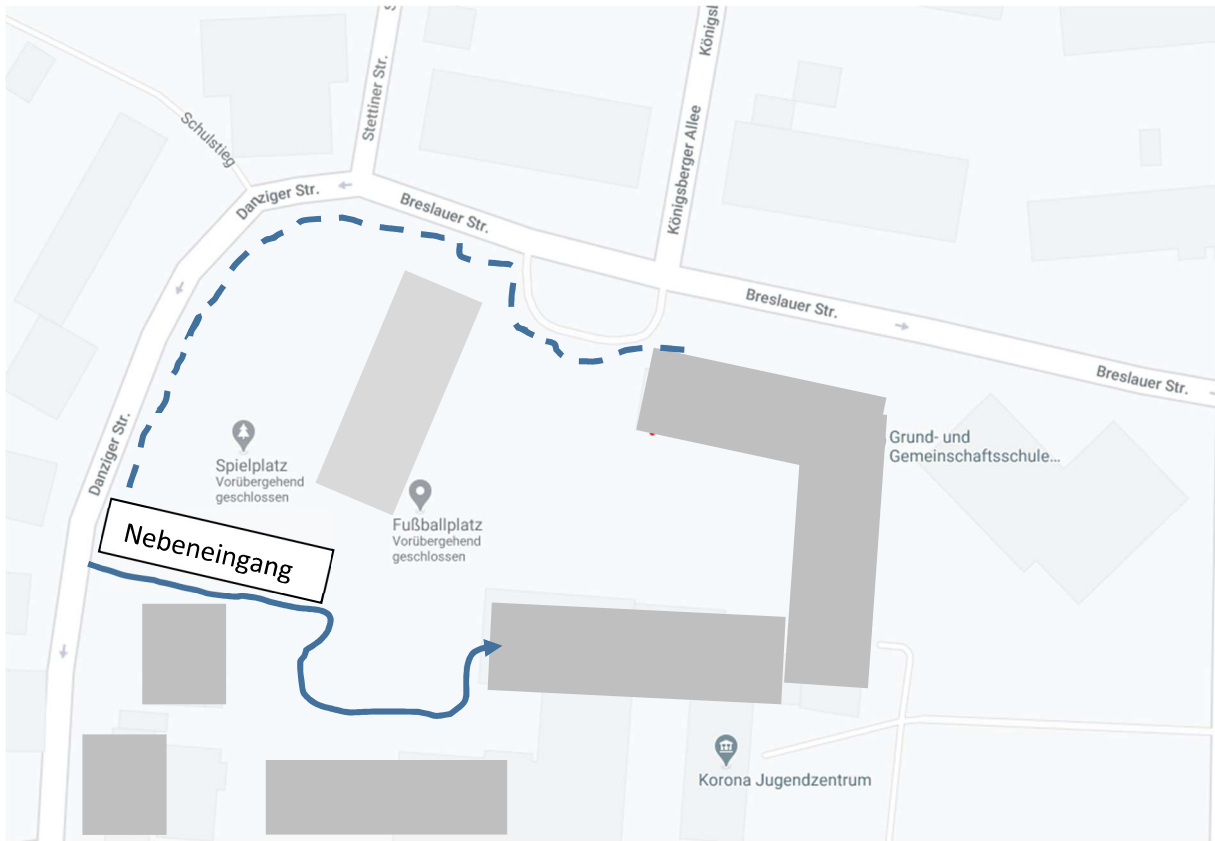 Königsl
Stettiner Str.
Schulstieg
Königsberger Allee
Danziger Str.
Breslauer Str.
Breslauer Str.
Breslauer Str.
Danziger Str.
Grund- und
Gemeinschaftsschule...
Spielplatz
Vorübergehend
geschlossen
Fußballplatz
Vorübergehend
geschlossen
Nebeneingang
Korona Jugendzentrum